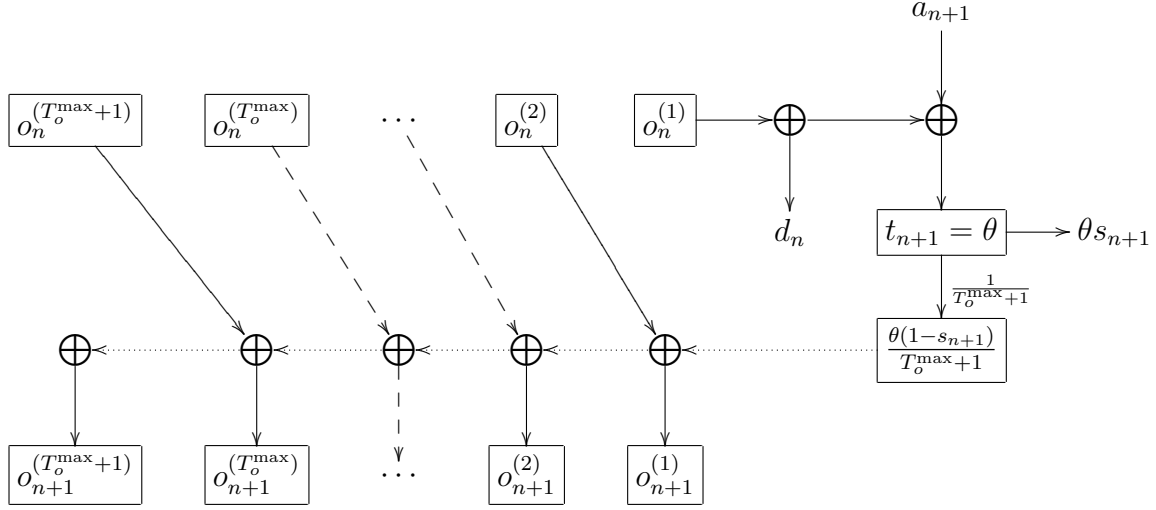 a_{n+1}
o_n^{(T_o^{max}+1)} o_n^{(T_o^{max})} ⋯ o_n^{(2)} o_n^{(1)} ⊕ ⊕
d_n t_{n+1} = θ θs_{n+1}
\frac{1}{T_o^{max}+1}
⊕ ⊕ ⊕ ⊕ ⊕ \frac{θ(1−s_{n+1})}{T_o^{max}+1}
o_{n+1}^{(T_o^{max}+1)} o_{n+1}^{(T_o^{max})} ⋯ o_{n+1}^{(2)} o_{n+1}^{(1)}